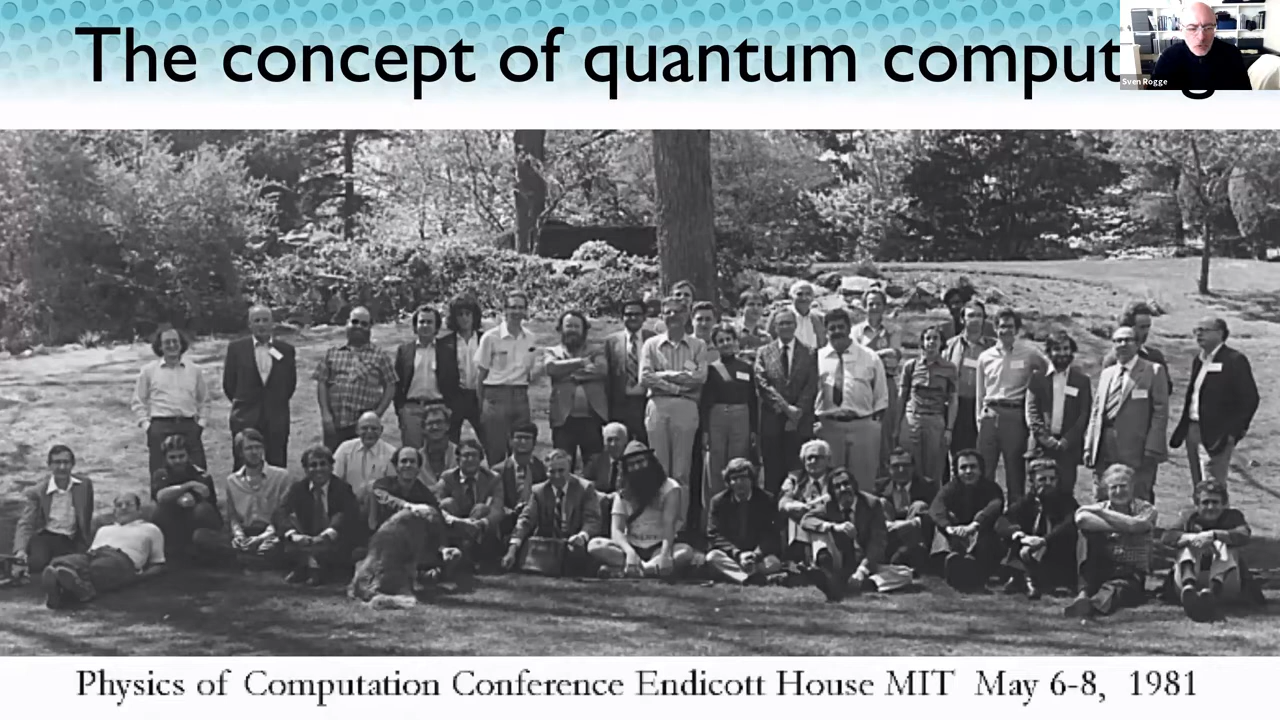 The concept of quantum comput g
Sven Rogge
Physics of Computation Conference Endicott House MIT May 6-8, 1981